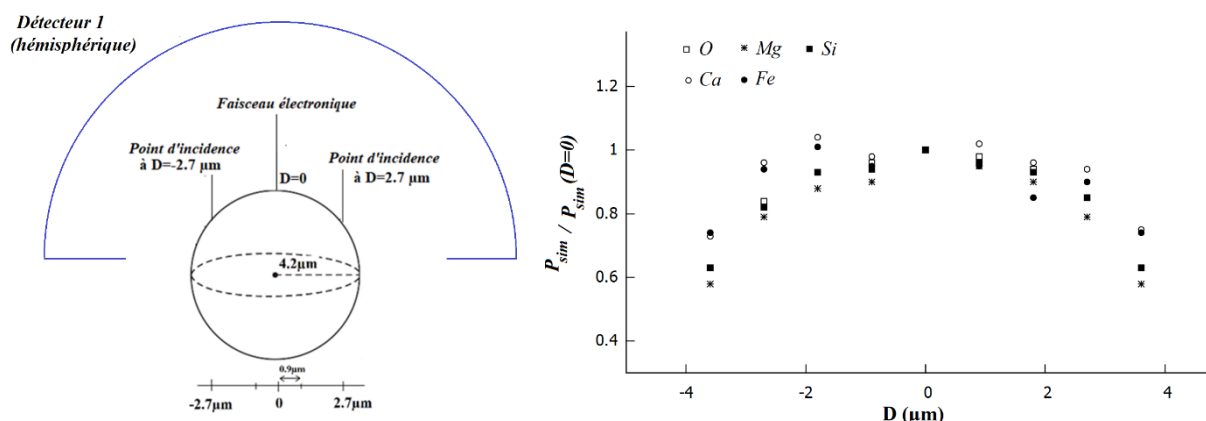 Détecteur 1
(hémisphérique)
Faisceau électronique
Point d'incidence
à D=-2.7 µm
Point d'incidence
à D=2.7 µm
D=0
4.2µm
0.9µm
-2.7µm 0 2.7µm
O Mg Si
Ca Fe
P_sim / P_sim (D=0)
1.2
1
0.8
0.6
0.4
-4 -2 0 2 4
D (µm)